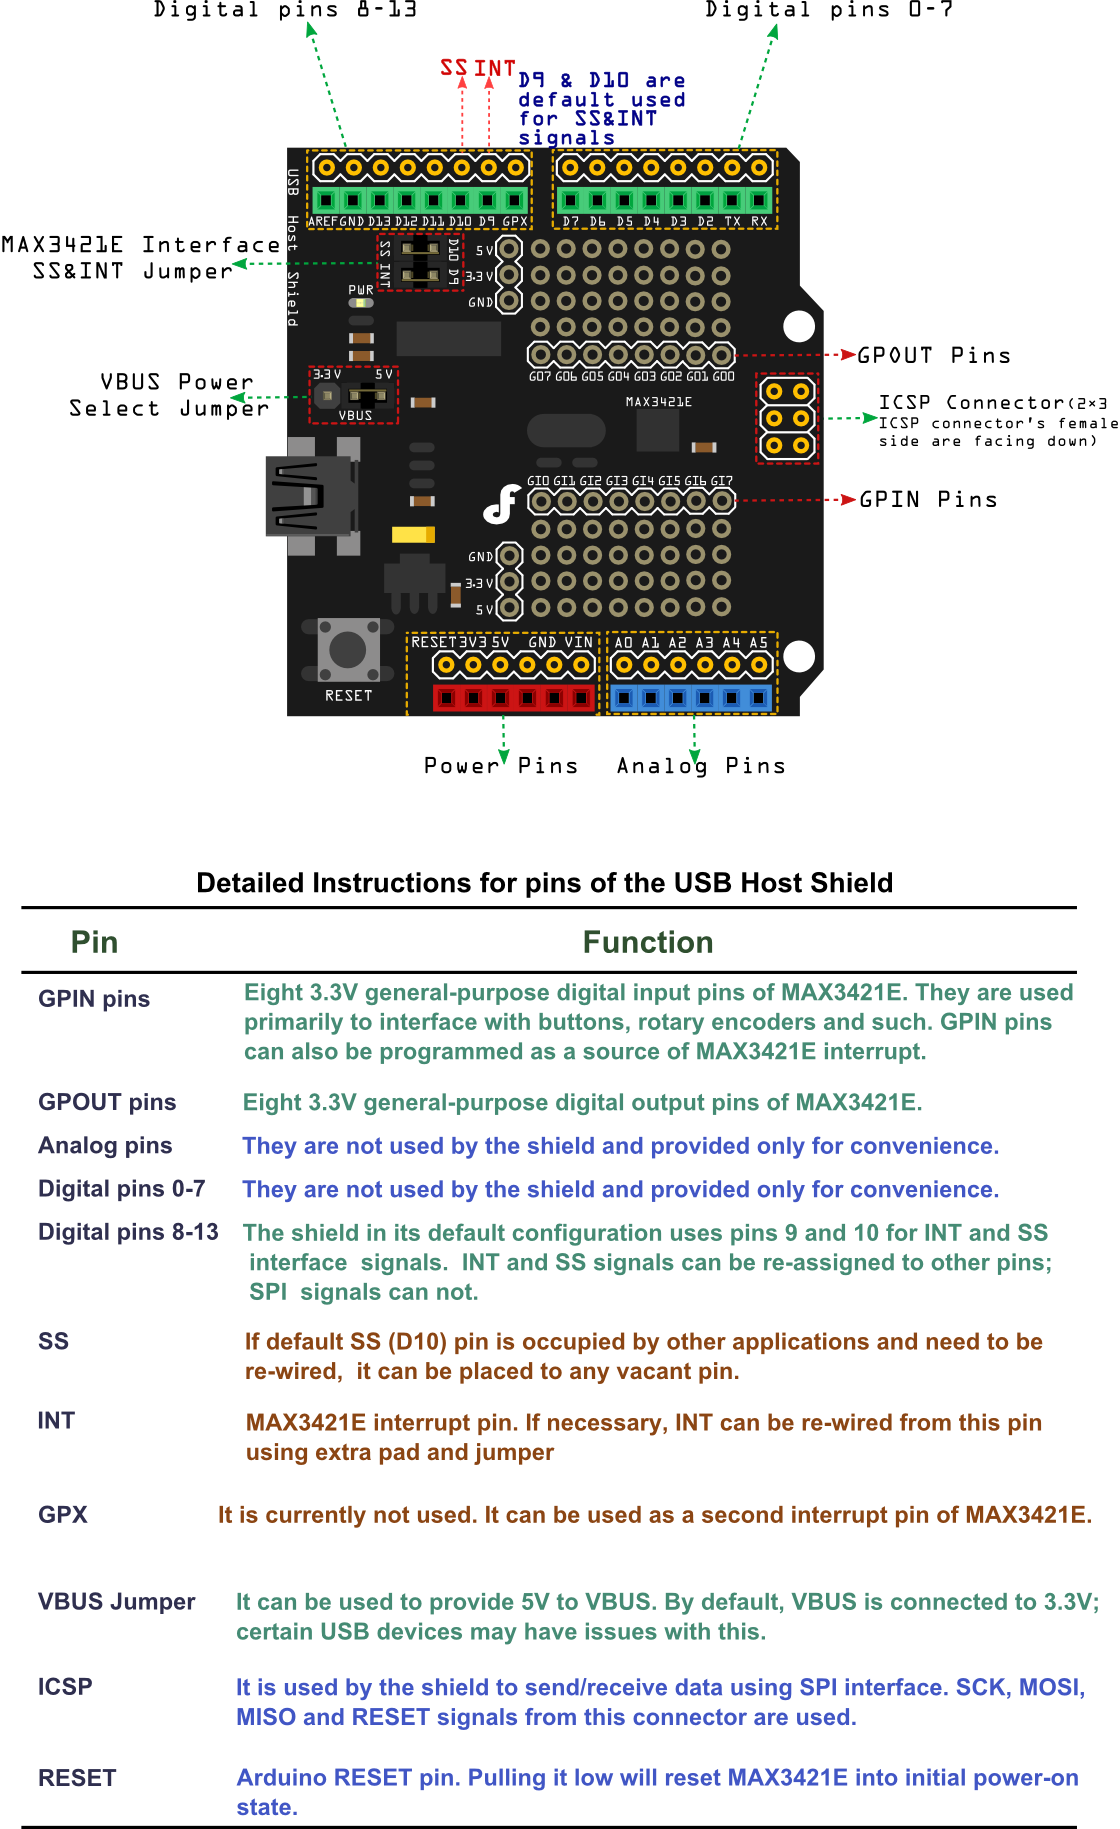 Digital pins 8-13
Digital pins 0-7
SS INT
D9 & D10 are
default used
for SS&INT
signals
USB Host Shield
AREF GND D13 D12 D11 D10 D9 GPX
D7 D6 D5 D4 D3 D2 TX RX
MAX3421E Interface
SS&INT Jumper
SS D10
INT D9
5V
3.3V
GND
PWR
GPOUT Pins
GO7 GO6 GO5 GO4 GO3 GO2 GO1 GO0
VBUS Power
Select Jumper
3.3V 5V
VBUS
MAX3421E
ICSP Connector(2×3
ICSP connector's female
side are facing down)
GI0 GI1 GI2 GI3 GI4 GI5 GI6 GI7
GPIN Pins
GND
3.3V
5V
RESET 3V3 5V GND VIN
A0 A1 A2 A3 A4 A5
RESET
Power Pins
Analog Pins
Detailed Instructions for pins of the USB Host Shield
Pin Function
GPIN pins Eight 3.3V general-purpose digital input pins of MAX3421E. They are used
primarily to interface with buttons, rotary encoders and such. GPIN pins
can also be programmed as a source of MAX3421E interrupt.
GPOUT pins Eight 3.3V general-purpose digital output pins of MAX3421E.
Analog pins They are not used by the shield and provided only for convenience.
Digital pins 0-7 They are not used by the shield and provided only for convenience.
Digital pins 8-13 The shield in its default configuration uses pins 9 and 10 for INT and SS
interface signals. INT and SS signals can be re-assigned to other pins;
SPI signals can not.
SS If default SS (D10) pin is occupied by other applications and need to be
re-wired, it can be placed to any vacant pin.
INT MAX3421E interrupt pin. If necessary, INT can be re-wired from this pin
using extra pad and jumper
GPX It is currently not used. It can be used as a second interrupt pin of MAX3421E.
VBUS Jumper It can be used to provide 5V to VBUS. By default, VBUS is connected to 3.3V;
certain USB devices may have issues with this.
ICSP It is used by the shield to send/receive data using SPI interface. SCK, MOSI,
MISO and RESET signals from this connector are used.
RESET Arduino RESET pin. Pulling it low will reset MAX3421E into initial power-on
state.